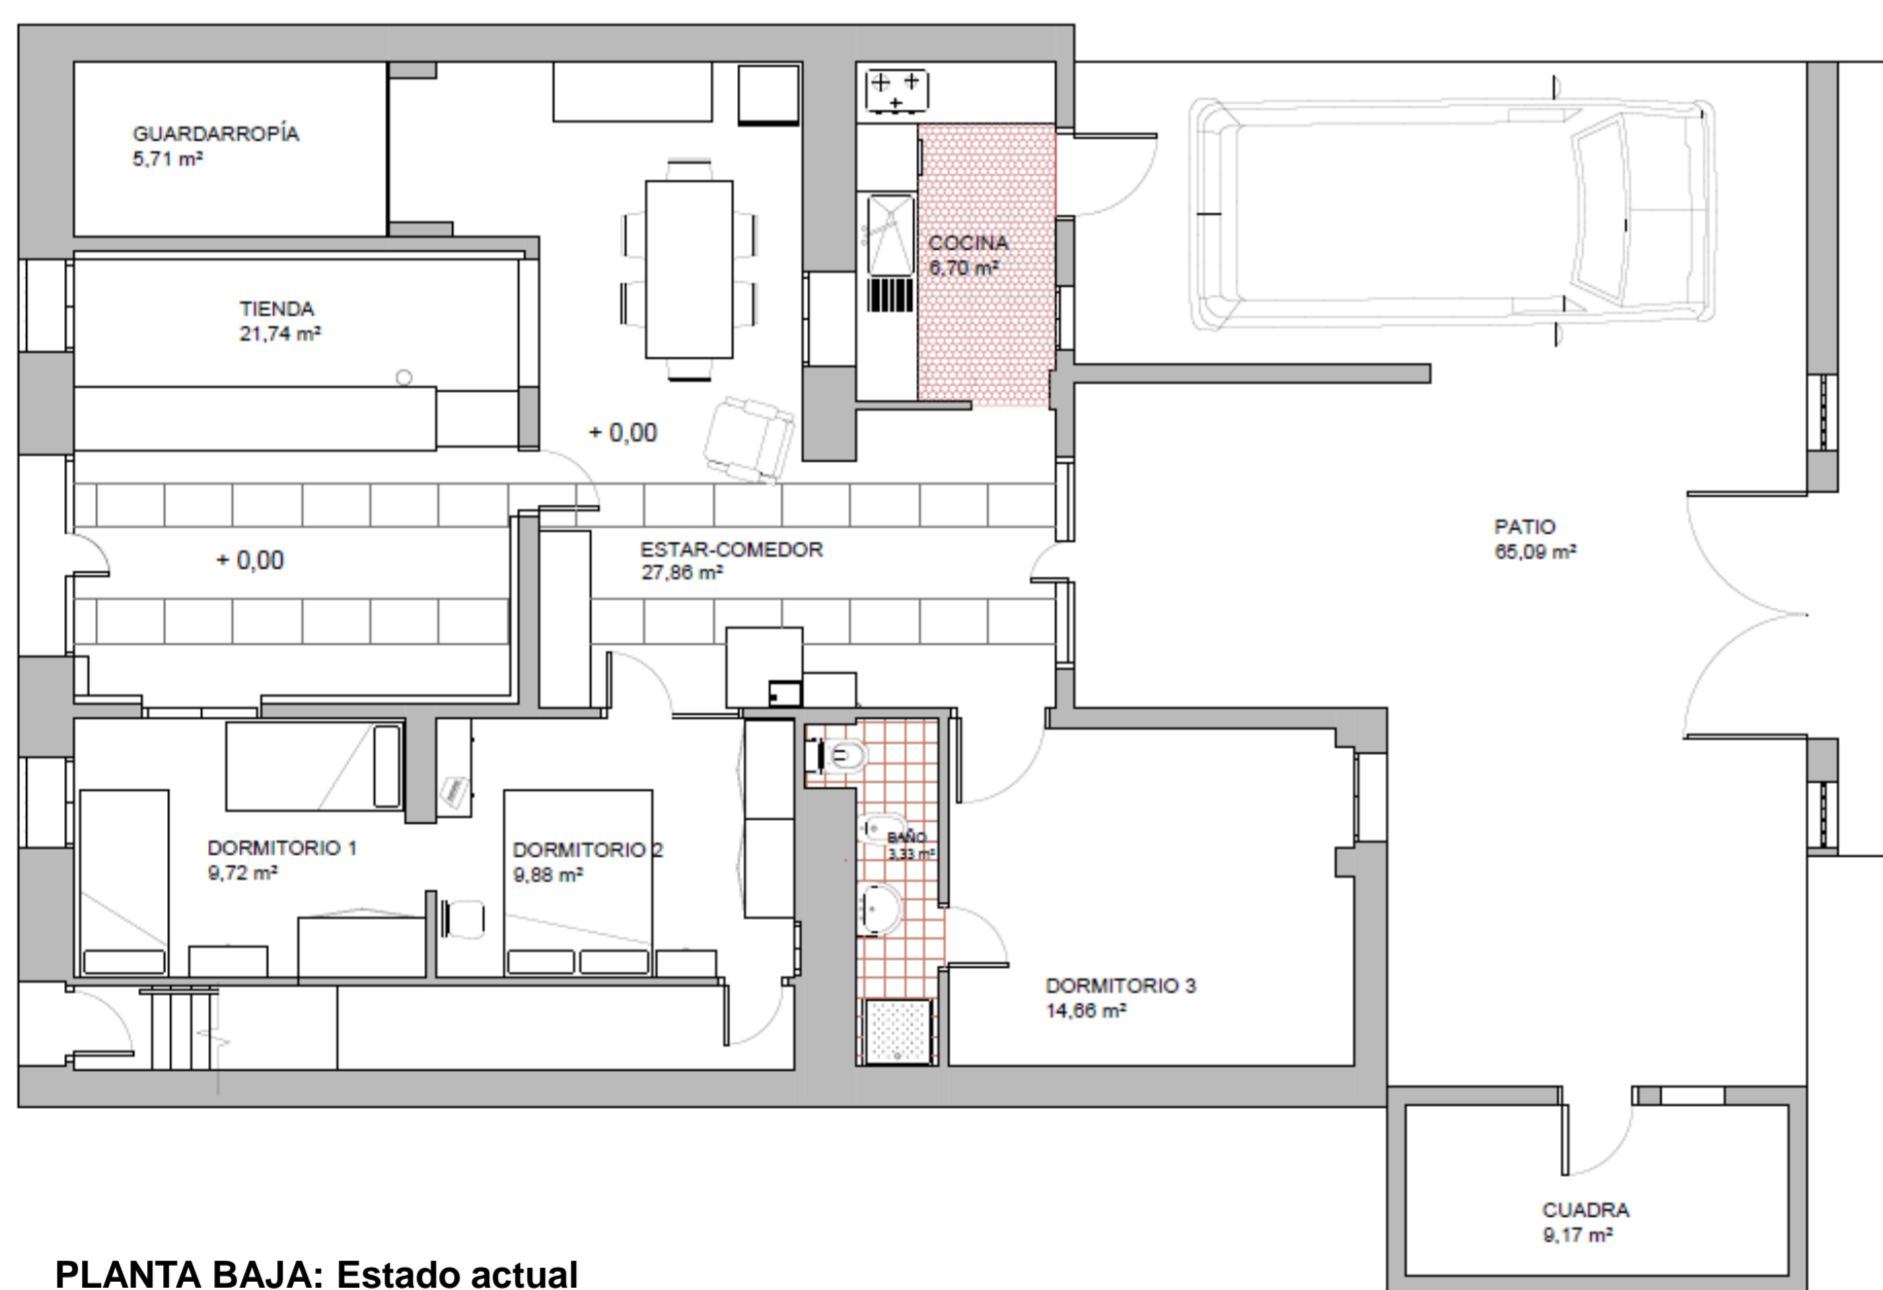 GUARDARROPÍA
5,71 m²
TIENDA
21,74 m²
COCINA
6,70 m²
+ 0,00
+ 0,00
ESTAR-COMEDOR
27,86 m²
PATIO
65,09 m²
DORMITORIO 1
9,72 m²
DORMITORIO 2
9,88 m²
BAÑO
3,33 m²
DORMITORIO 3
14,66 m²
CUADRA
9,17 m²
PLANTA BAJA: Estado actual